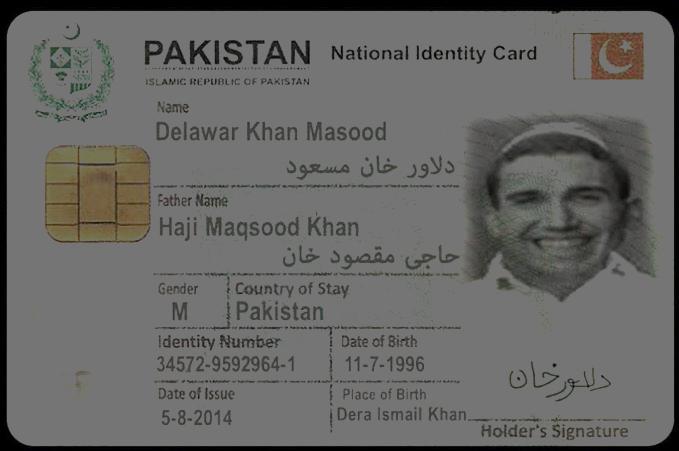 PAKISTAN National Identity Card
ISLAMIC REPUBLIC OF PAKISTAN
Name
Delawar Khan Masood
دلاور خان مسعود
Father Name
Haji Maqsood Khan
حاجی مقصود خان
Gender Country of Stay
M Pakistan
Identity Number Date of Birth
34572-9592964-1 11-7-1996
Date of Issue Place of Birth
5-8-2014 Dera Ismail Khan
دلاور خان
Holder's Signature